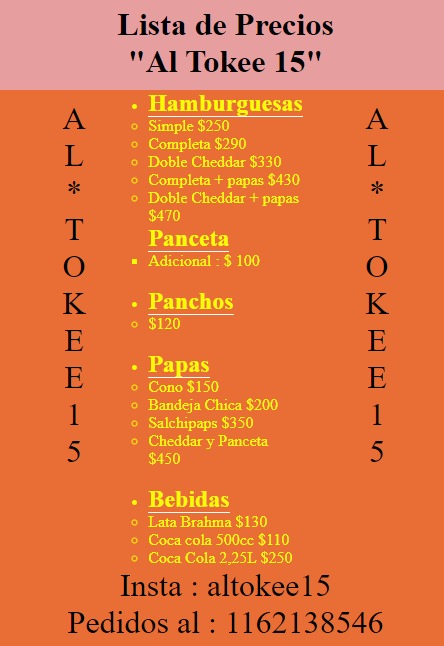 Lista de Precios
"Al Tokee 15"
A
L
*
T
O
K
E
E
1
5
Hamburguesas
Simple $250
Completa $290
Doble Cheddar $330
Completa + papas $430
Doble Cheddar + papas
$470
Panceta
Adicional : $ 100
Panchos
$120
Papas
Cono $150
Bandeja Chica $200
Salchipaps $350
Cheddar y Panceta
$450
Bebidas
Lata Brahma $130
Coca cola 500cc $110
Coca Cola 2,25L $250
A
L
*
T
O
K
E
E
1
5
Insta : altokee15
Pedidos al : 1162138546